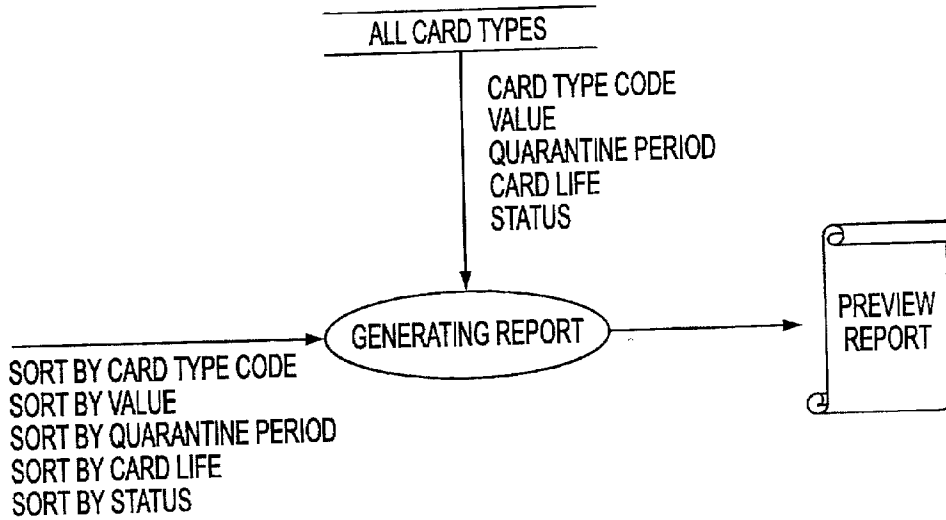 ALL CARD TYPES
CARD TYPE CODE
VALUE
QUARANTINE PERIOD
CARD LIFE
STATUS
GENERATING REPORT
PREVIEW
REPORT
SORT BY CARD TYPE CODE
SORT BY VALUE
SORT BY QUARANTINE PERIOD
SORT BY CARD LIFE
SORT BY STATUS